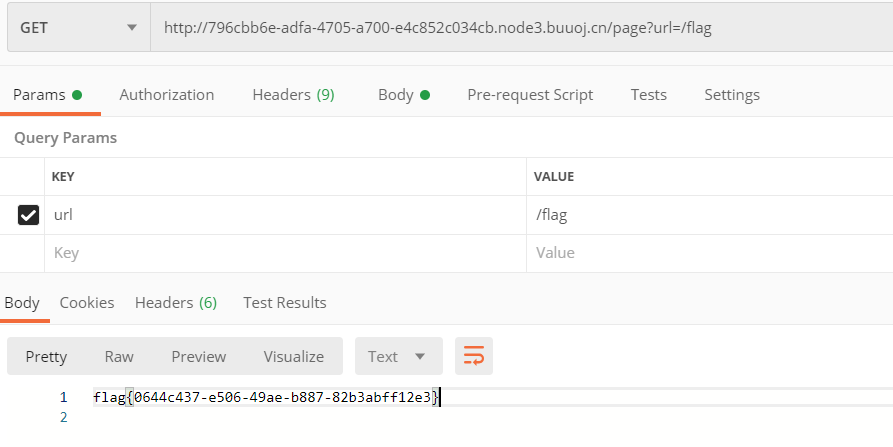 GET http://796cbb6e-adfa-4705-a700-e4c852c034cb.node3.buuoj.cn/page?url=/flag
Params Authorization Headers (9) Body Pre-request Script Tests Settings
Query Params
KEY VALUE
url /flag
Key Value
Body Cookies Headers (6) Test Results
Pretty Raw Preview Visualize Text
1 flag{0644c437-e506-49ae-b887-82b3abff12e3}
2